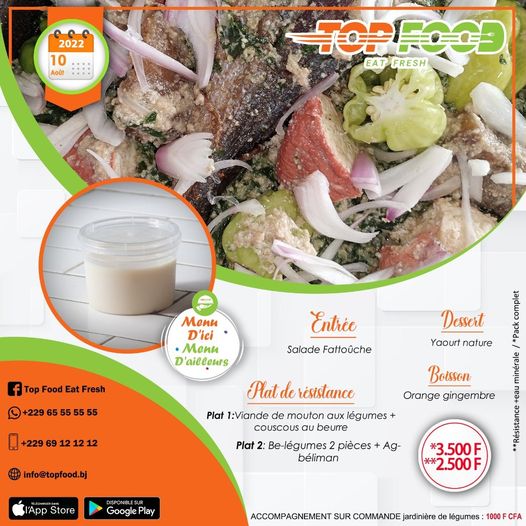 2022
10
Août
TOP FOOD
EAT FRESH
Menu
D'ici
Menu
D'ailleurs
Entrée
Salade Fattoûche
Dessert
Yaourt nature
Plat de résistance
Plat 1:Viande de mouton aux légumes +
couscous au beurre
Plat 2: Be-légumes 2 pièces + Ag-
béliman
Boisson
Orange gingembre
**Résistance +eau minérale / *Pack complet
*3.500 F
**2.500 F
Top Food Eat Fresh
+229 65 55 55 55
+229 69 12 12 12
info@topfood.bj
TÉLÉCHARGER DANS
l'App Store
DISPONIBLE SUR
Google Play
ACCOMPAGNEMENT SUR COMMANDE jardinière de légumes : 1000 F CFA